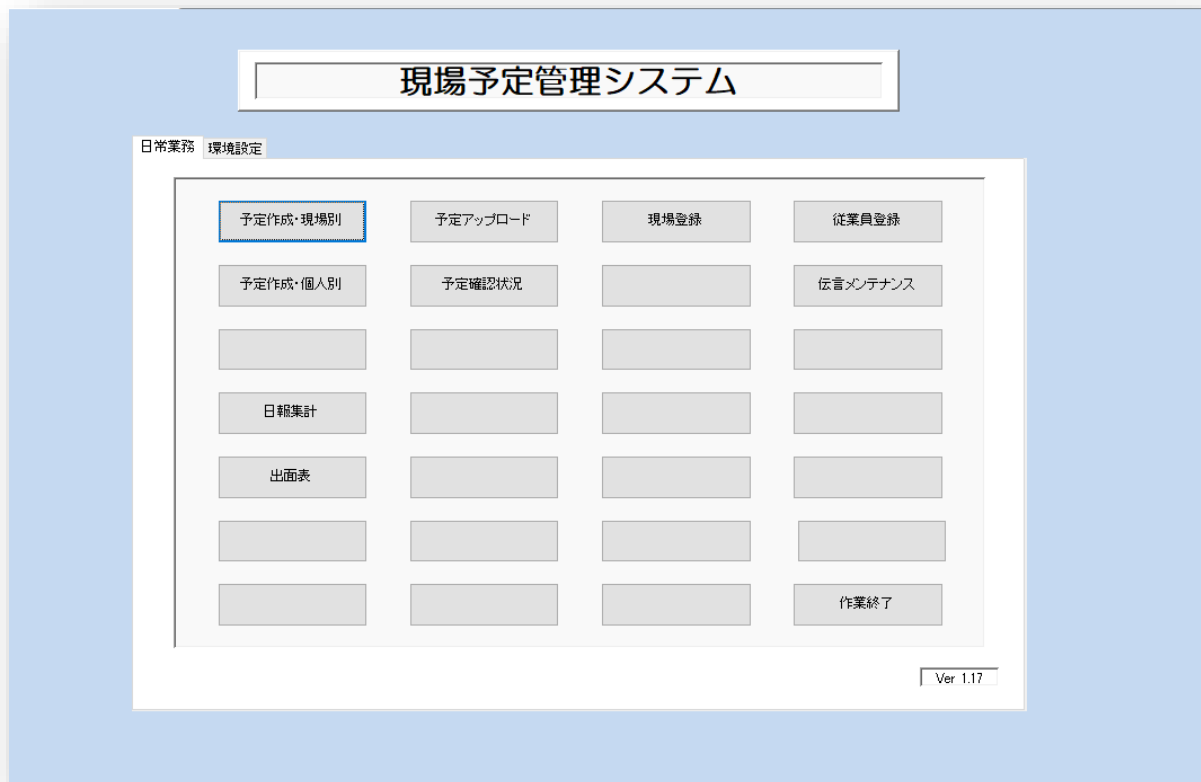 現場予定管理システム
日常業務 環境設定
予定作成・現場別 予定アップロード 現場登録 従業員登録
予定作成・個人別 予定確認状況 伝言メンテナンス
日報集計
出面表
作業終了
Ver 1.17